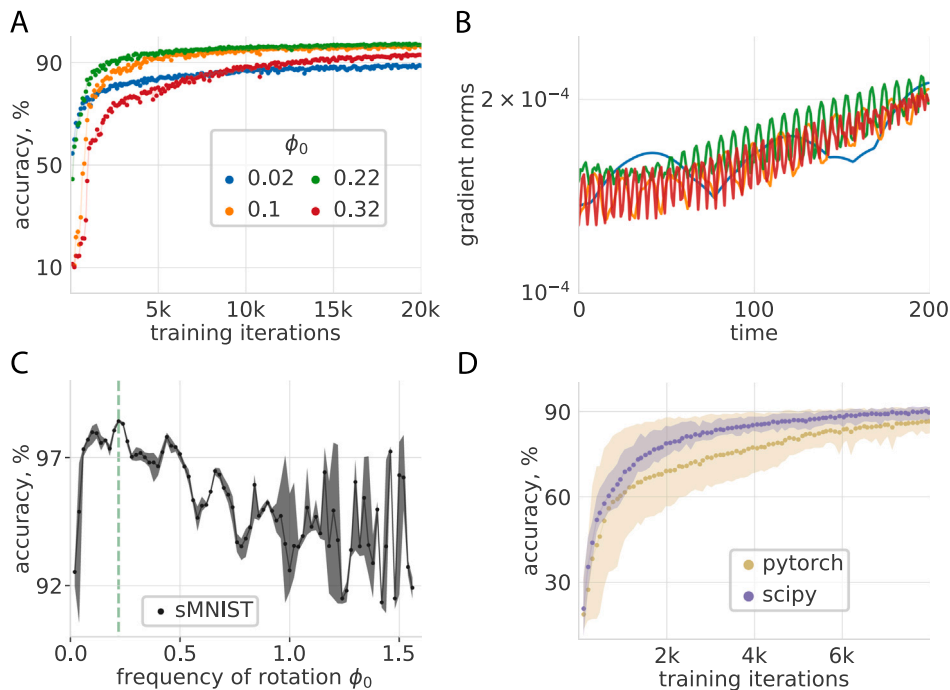 A
accuracy, %
90
50
10
ϕ₀
0.02
0.22
0.1
0.32
5k
10k
15k
20k
training iterations
B
gradient norms
2 × 10⁻⁴
10⁻⁴
0
100
200
time
C
accuracy, %
97
92
sMNIST
0.0
0.5
1.0
1.5
frequency of rotation ϕ₀
D
accuracy, %
90
60
30
pytorch
scipy
2k
4k
6k
training iterations